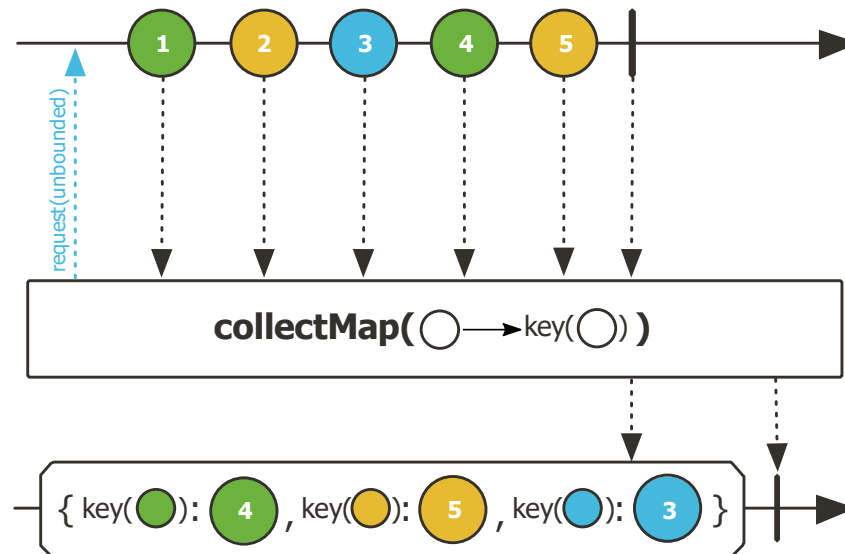 1 2 3 4 5
request(unbounded)
collectMap( key( ) )
{ key( ): 4 , key( ): 5 , key( ): 3 }